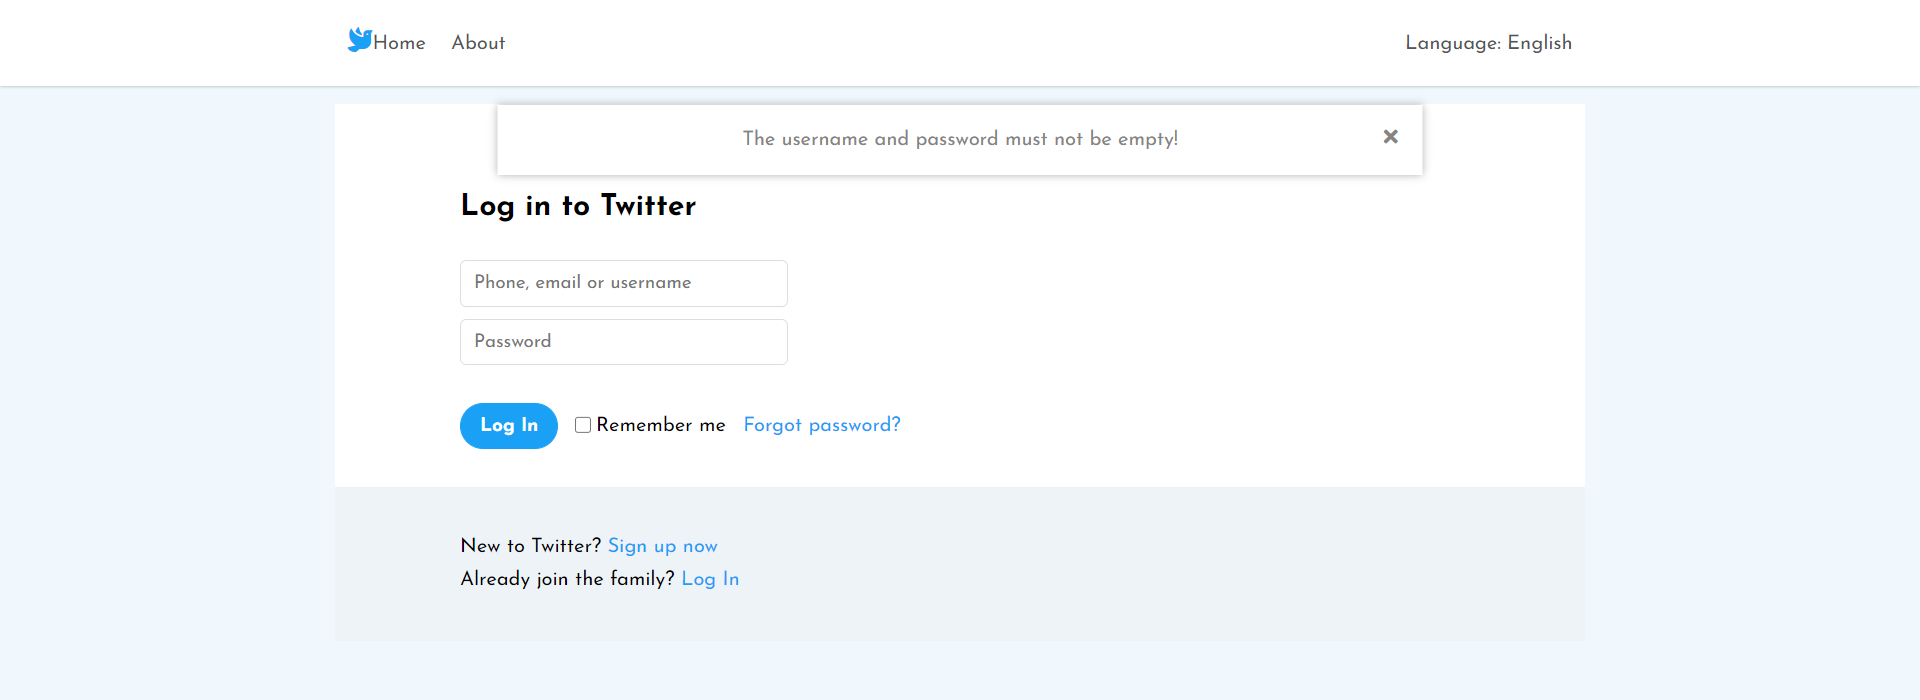 Home About Language: English
The username and password must not be empty!
Log in to Twitter
Phone, email or username
Password
Log In Remember me Forgot password?
New to Twitter? Sign up now
Already join the family? Log In